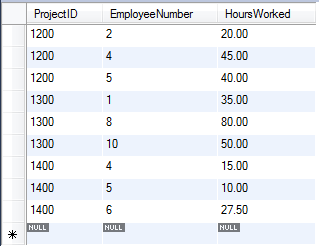 ProjectID EmployeeNumber HoursWorked
1200 2 20.00
1200 4 45.00
1200 5 40.00
1300 1 35.00
1300 8 80.00
1300 10 50.00
1400 4 15.00
1400 5 10.00
1400 6 27.50
NULL NULL NULL